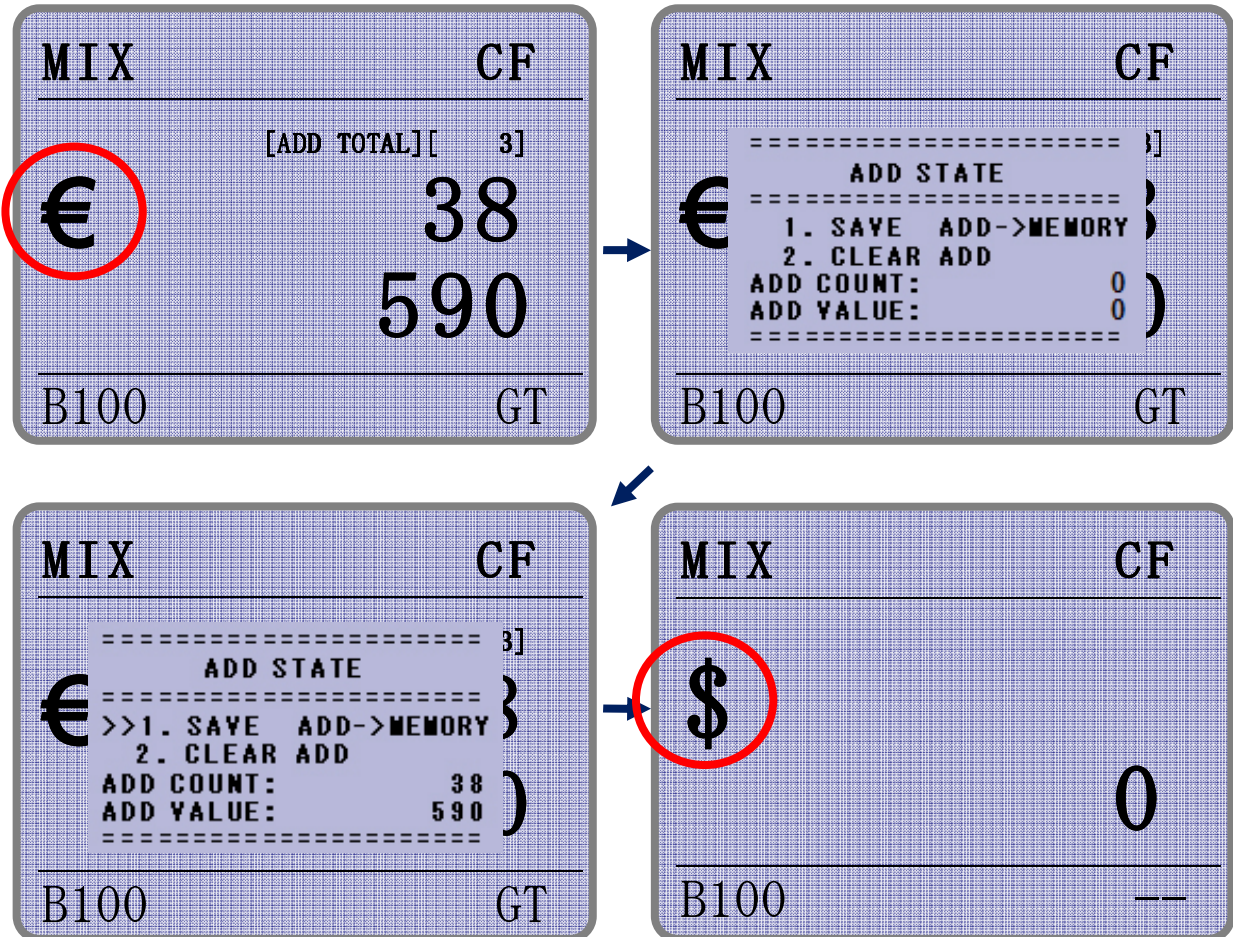 MIX CF
[ADD TOTAL][ 3]
€ 38
590
B100 GT
MIX CF
3]
======================
ADD STATE
======================
1. SAVE ADD->MEMORY
2. CLEAR ADD
ADD COUNT: 0
ADD VALUE: 0
======================
€
B100 GT
MIX CF
3]
======================
ADD STATE
======================
>>1. SAVE ADD->MEMORY
2. CLEAR ADD
ADD COUNT: 38
ADD VALUE: 590
======================
€
B100 GT
MIX CF
$
0
B100 --